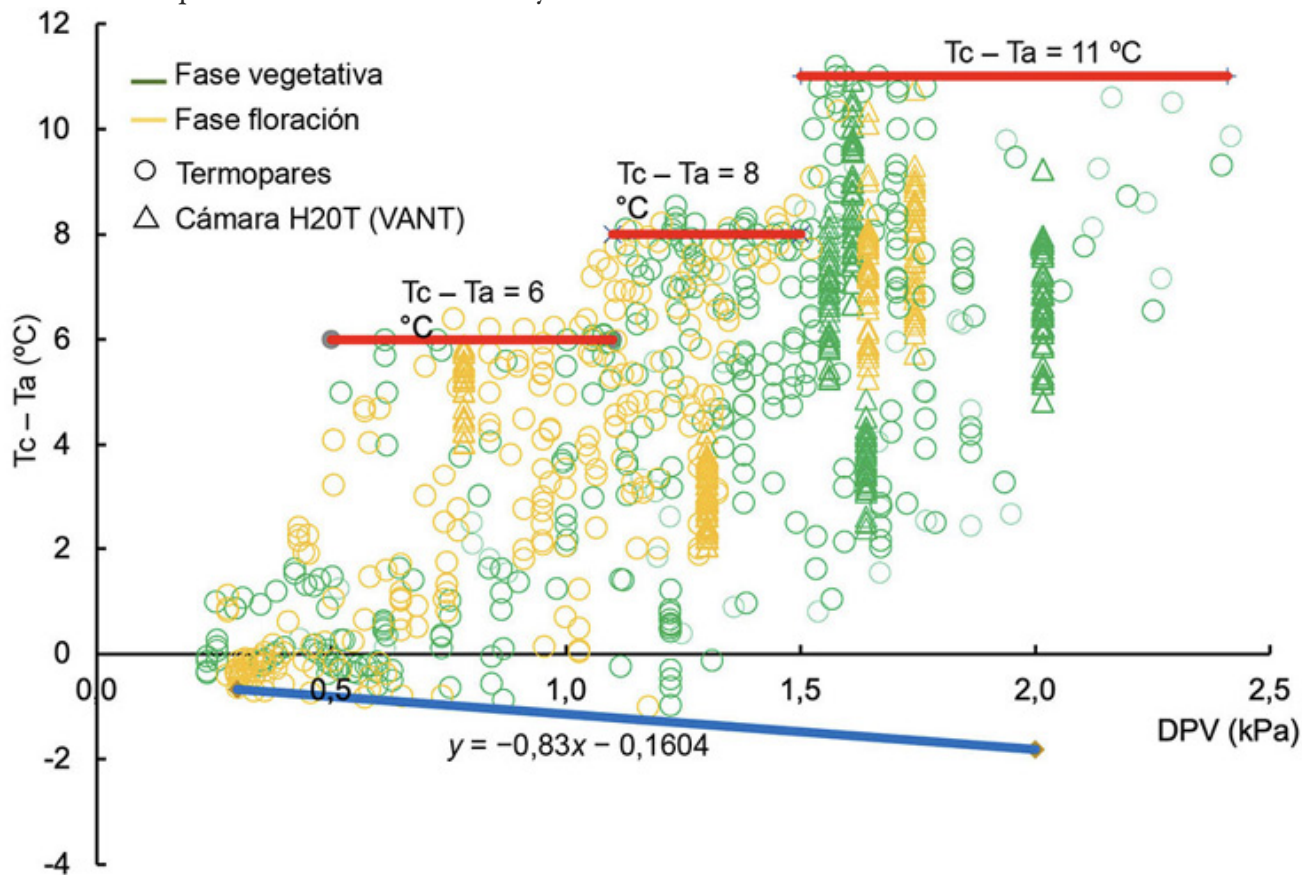 12
10
8
6
4
2
0
-2
-4
Tc – Ta (ºC)
Fase vegetativa
Fase floración
Termopares
Cámara H20T (VANT)
Tc – Ta = 6
°C
Tc – Ta = 8
°C
Tc – Ta = 11 ºC
0,0
0,5
1,0
1,5
2,0
2,5
DPV (kPa)
y = −0,83x − 0,1604